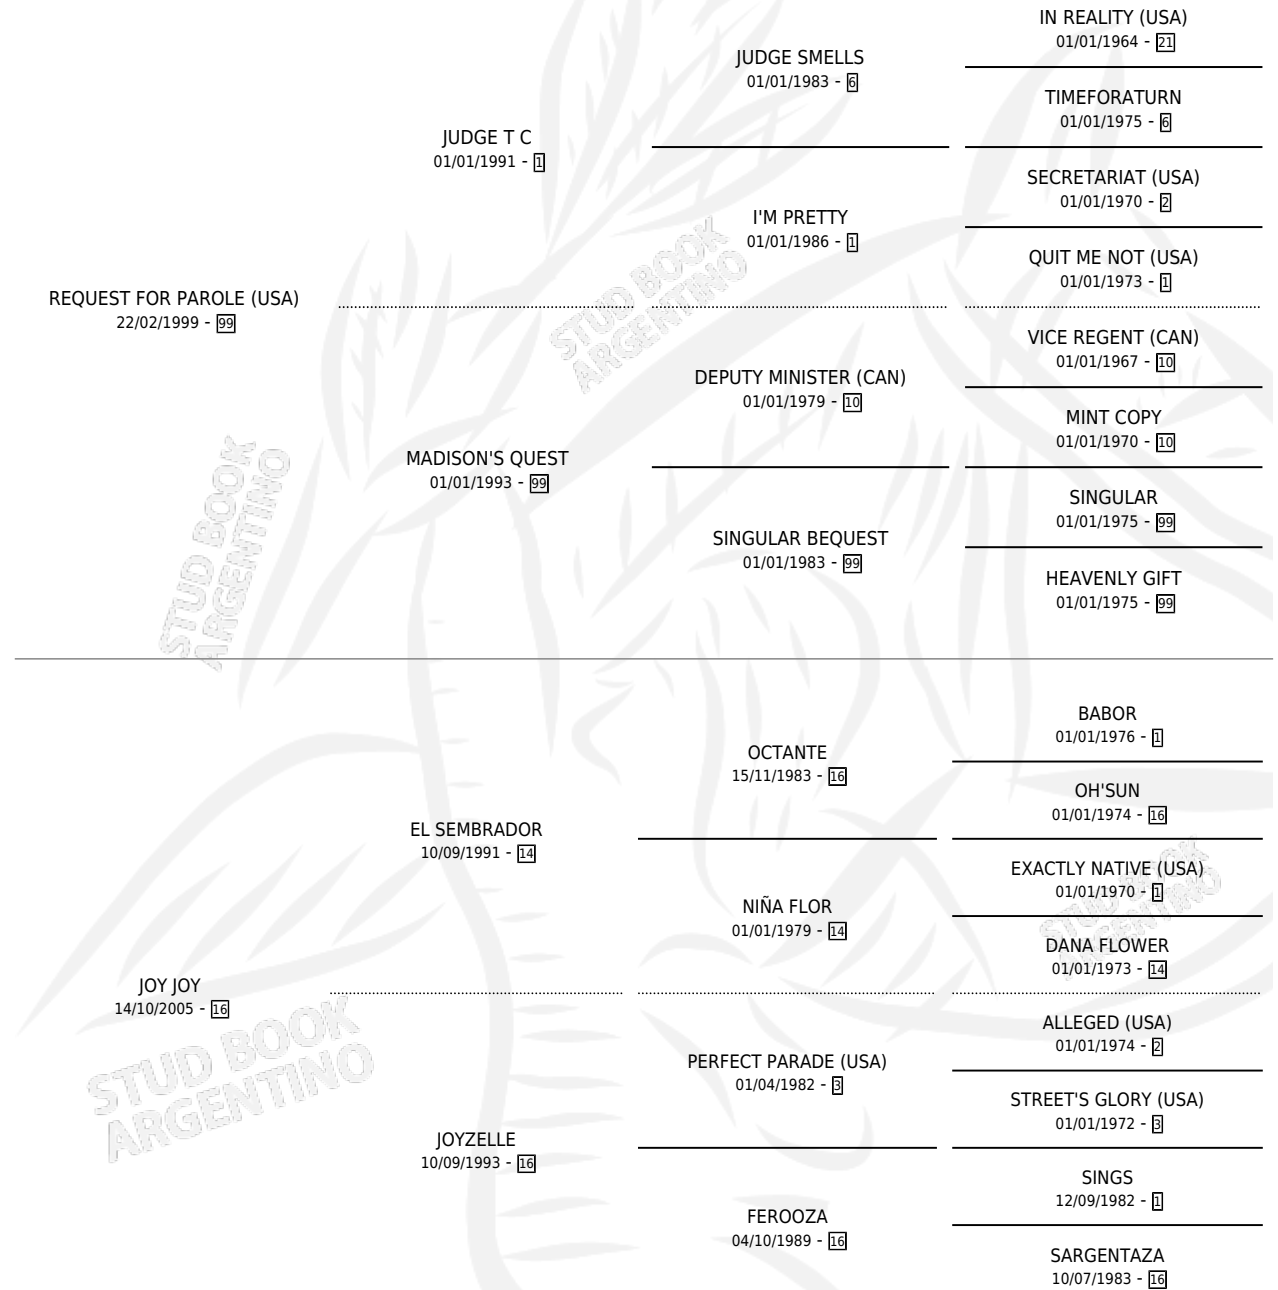 IN REALITY (USA)
01/01/1964 - 21
JUDGE SMELLS
01/01/1983 - 6
TIMEFORATURN
01/01/1975 - 6
JUDGE T C
01/01/1991 - 1
SECRETARIAT (USA)
01/01/1970 - 2
I'M PRETTY
01/01/1986 - 1
QUIT ME NOT (USA)
01/01/1973 - 1
REQUEST FOR PAROLE (USA)
22/02/1999 - 99
STUD BOOK
ARGENTINO
VICE REGENT (CAN)
01/01/1967 - 10
DEPUTY MINISTER (CAN)
01/01/1979 - 10
MINT COPY
01/01/1970 - 10
MADISON'S QUEST
01/01/1993 - 99
SINGULAR
01/01/1975 - 99
SINGULAR BEQUEST
01/01/1983 - 99
HEAVENLY GIFT
01/01/1975 - 99
STUD BOOK
ARGENTINO
BABOR
01/01/1976 - 1
OCTANTE
15/11/1983 - 16
OH'SUN
01/01/1974 - 16
EL SEMBRADOR
10/09/1991 - 14
EXACTLY NATIVE (USA)
01/01/1970 - 1
NIÑA FLOR
01/01/1979 - 14
STUD BOOK
ARGENTINO
DANA FLOWER
01/01/1973 - 14
JOY JOY
14/10/2005 - 16
ALLEGED (USA)
01/01/1974 - 2
PERFECT PARADE (USA)
01/04/1982 - 3
STUD BOOK
ARGENTINO
STREET'S GLORY (USA)
01/01/1972 - 3
JOYZELLE
10/09/1993 - 16
SINGS
12/09/1982 - 1
FEROOZA
04/10/1989 - 16
SARGENTAZA
10/07/1983 - 16